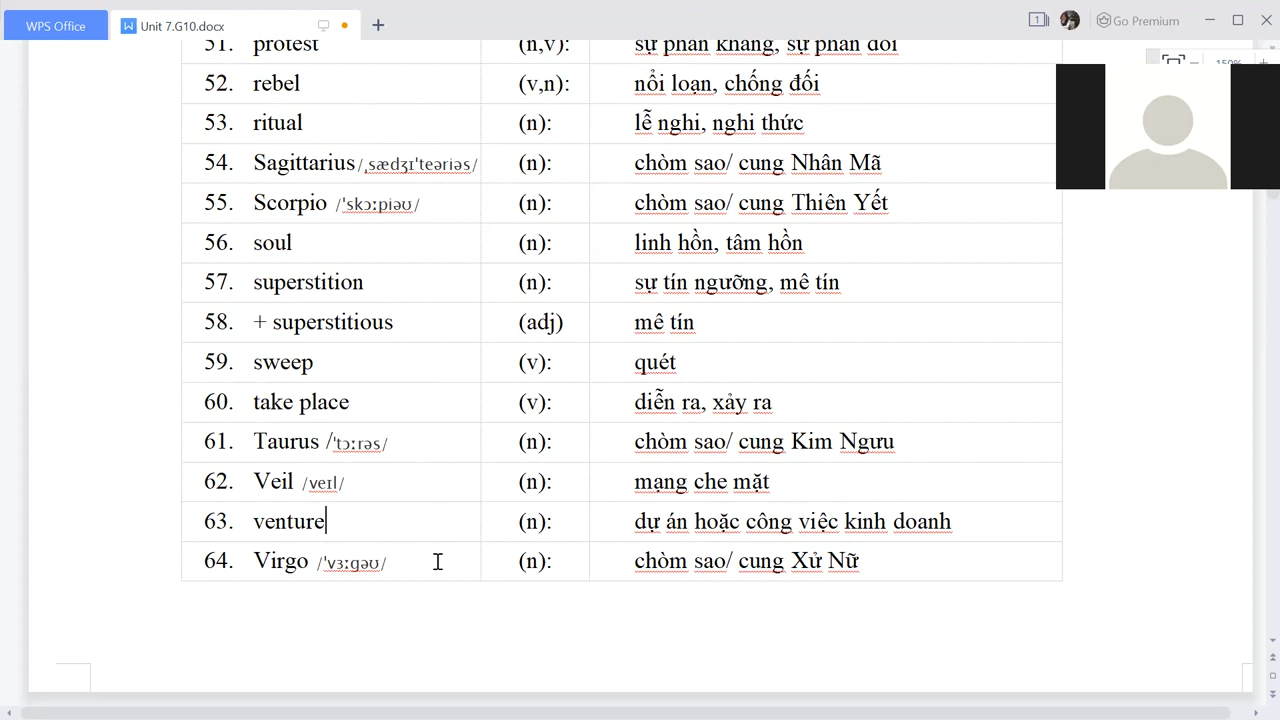 WPS Office
Unit 7.G10.docx
1
Go Premium
150%
51. protest (n,v): sự phản kháng, sự phản đối
52. rebel (v,n): nổi loạn, chống đối
53. ritual (n): lễ nghi, nghi thức
54. Sagittarius/ˌsædʒɪˈteəriəs/ (n): chòm sao/ cung Nhân Mã
55. Scorpio /ˈskɔːpiəʊ/ (n): chòm sao/ cung Thiên Yết
56. soul (n): linh hồn, tâm hồn
57. superstition (n): sự tín ngưỡng, mê tín
58. + superstitious (adj) mê tín
59. sweep (v): quét
60. take place (v): diễn ra, xảy ra
61. Taurus /ˈtɔːrəs/ (n): chòm sao/ cung Kim Ngưu
62. Veil /veɪl/ (n): mạng che mặt
63. venture (n): dự án hoặc công việc kinh doanh
64. Virgo /ˈvɜːɡəʊ/ (n): chòm sao/ cung Xử Nữ